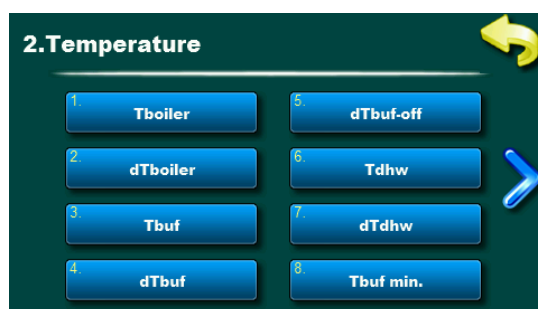 2.Temperature
1. Tboiler
2. dTboiler
3. Tbuf
4. dTbuf
5. dTbuf-off
6. Tdhw
7. dTdhw
8. Tbuf min.